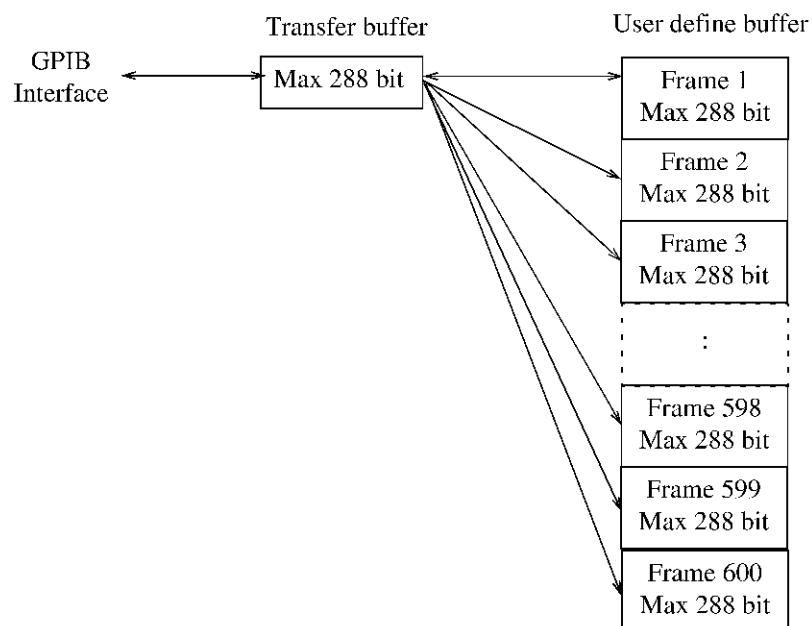 Transfer buffer
User define buffer
GPIB
Interface
Max 288 bit
Frame 1
Max 288 bit
Frame 2
Max 288 bit
Frame 3
Max 288 bit
:
Frame 598
Max 288 bit
Frame 599
Max 288 bit
Frame 600
Max 288 bit